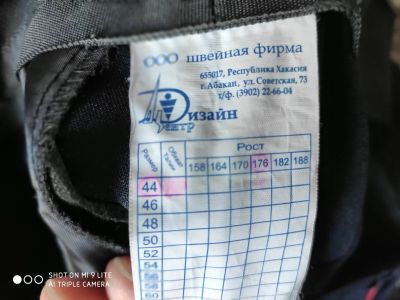 ООО швейная фирма
655017, Республика Хакасия
г.Абакан, ул.Советская, 73
т/ф. (3902) 22-66-04
Дизайн
Центр
Размер
Обхват Талии
Рост
158 164 170 176 182 188
44
46
48
50
52
54
56
58
60
SHOT ON MI 9 LITE
AI TRIPLE CAMERA